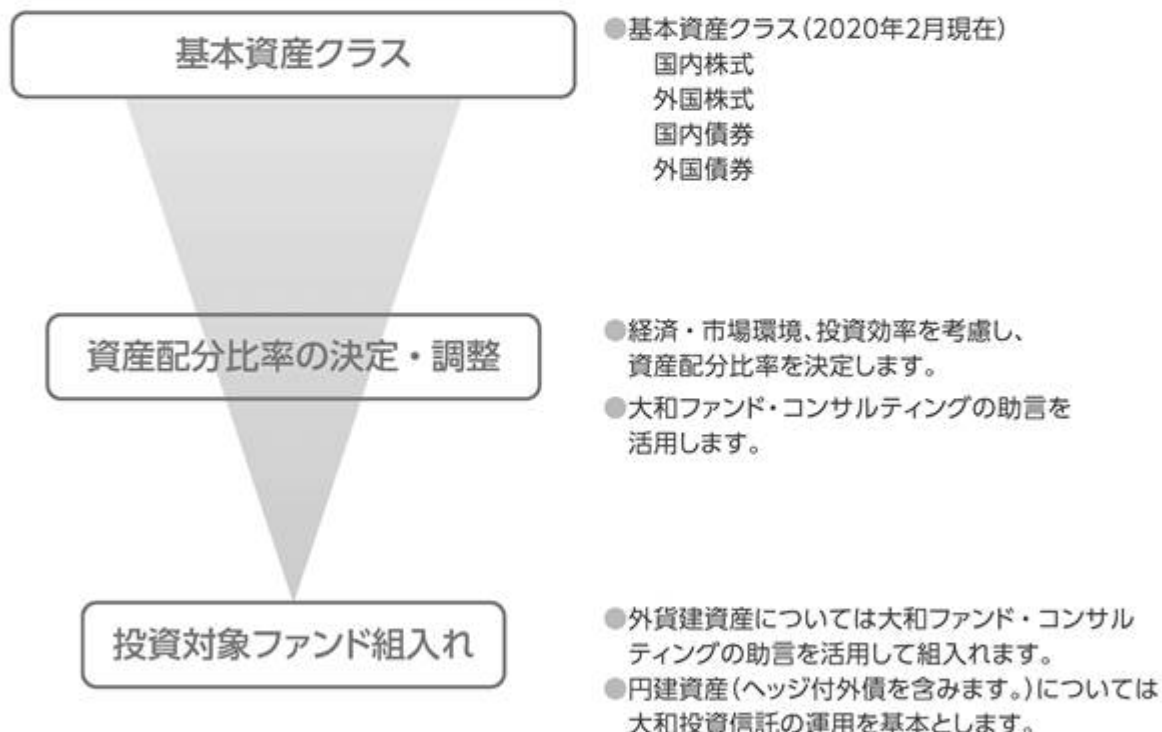 基本資産クラス
●基本資産クラス(2020年2月現在)
国内株式
外国株式
国内債券
外国債券
資産配分比率の決定・調整
●経済・市場環境、投資効率を考慮し、
資産配分比率を決定します。
●大和ファンド・コンサルティングの助言を
活用します。
投資対象ファンド組入れ
●外貨建資産については大和ファンド・コンサル
ティングの助言を活用して組入れます。
●円建資産(ヘッジ付外債を含みます。)については
大和投資信託の運用を基本とします。